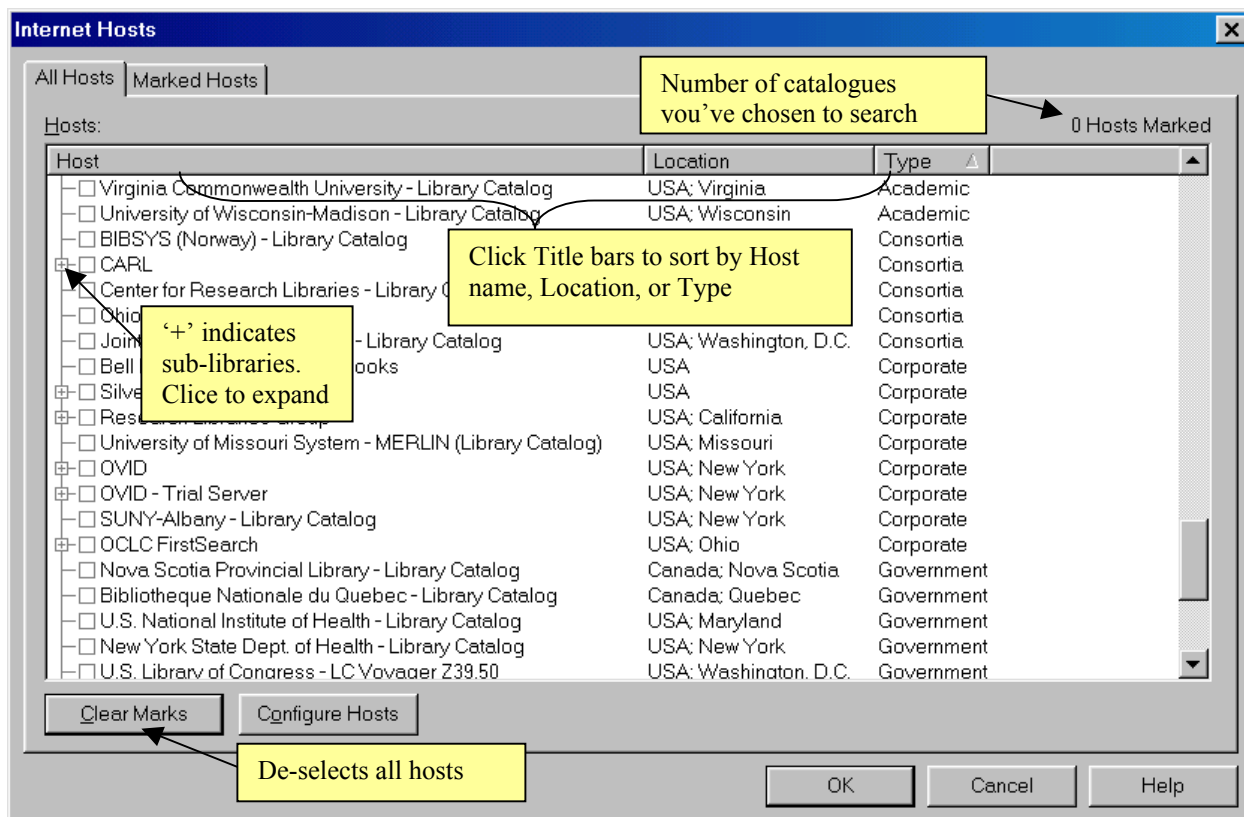 Internet Hosts
All Hosts
Marked Hosts
Number of catalogues
you've chosen to search
Hosts:
0 Hosts Marked
Host Location Type
Virginia Commonwealth University - Library Catalog USA; Virginia Academic
University of Wisconsin-Madison - Library Catalog USA; Wisconsin Academic
BIBSYS (Norway) - Library Catalog Consortia
CARL Consortia
Center for Research Libraries - Library Consortia
Ohio Consortia
Join - Library Catalog USA; Washington, D.C. Consortia
Bell ooks USA Corporate
Silve USA Corporate
Research Libraries Group USA; California Corporate
University of Missouri System - MERLIN (Library Catalog) USA; Missouri Corporate
OVID USA; New York Corporate
OVID - Trial Server USA; New York Corporate
SUNY-Albany - Library Catalog USA; New York Corporate
OCLC FirstSearch USA; Ohio Corporate
Nova Scotia Provincial Library - Library Catalog Canada; Nova Scotia Government
Bibliotheque Nationale du Quebec - Library Catalog Canada; Quebec Government
U.S. National Institute of Health - Library Catalog USA; Maryland Government
New York State Dept. of Health - Library Catalog USA; New York Government
U.S. Library of Congress - LC Voyager Z39.50 USA; Washington, D.C. Government
Click Title bars to sort by Host
name, Location, or Type
‘+’ indicates
sub-libraries.
Clice to expand
Clear Marks
Configure Hosts
De-selects all hosts
OK
Cancel
Help